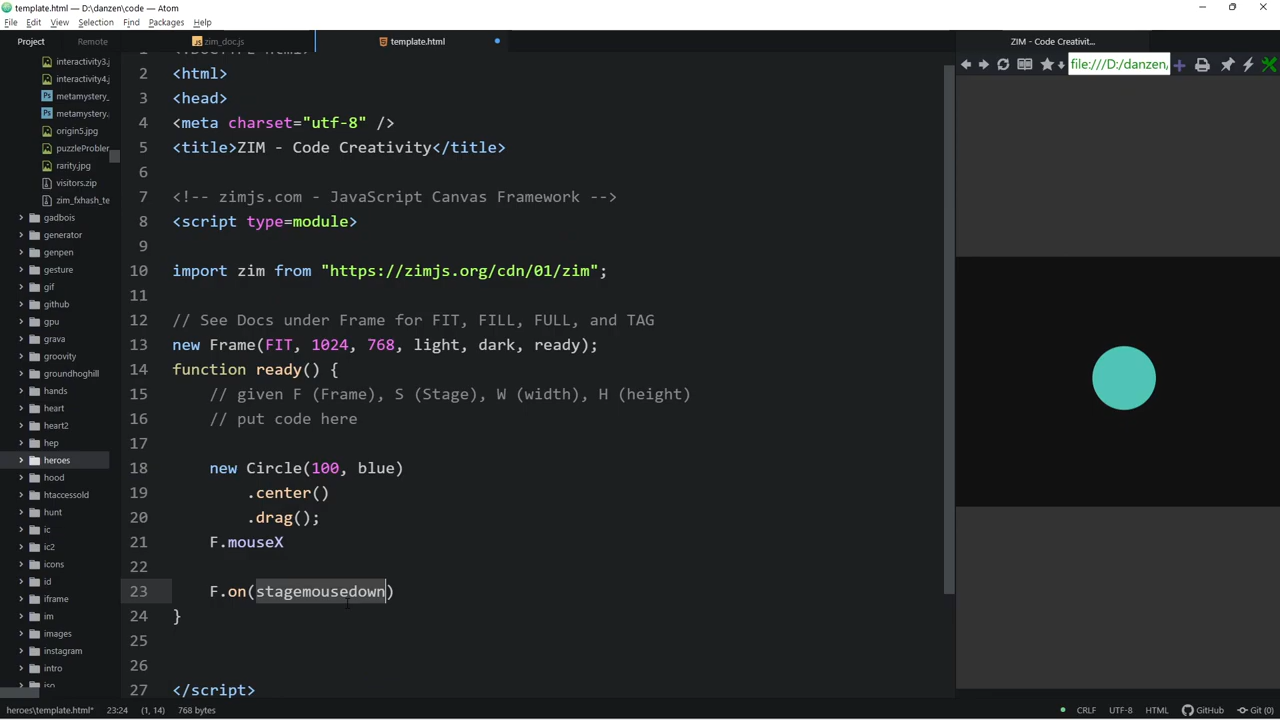 template.html — D:\danzen\code — Atom
File Edit View Selection Find Packages Help
Project Remote zim_doc.js template.html ZIM - Code Creativit...
file:///D:/danzen/
interactivity3.j
interactivity4.j
metamystery_
metamystery.
origin5.jpg
puzzleProbler
rarity.jpg
visitors.zip
zim_fxhash_te
gadbois
generator
genpen
gesture
gif
github
gpu
grava
groovity
groundhoghill
hands
heart
heart2
hep
heroes
hood
htaccessold
hunt
ic
ic2
icons
id
iframe
im
images
instagram
intro
iso
1 <!DOCTYPE html>
2 <html>
3 <head>
4 <meta charset="utf-8" />
5 <title>ZIM - Code Creativity</title>
6
7 <!-- zimjs.com - JavaScript Canvas Framework -->
8 <script type=module>
9
10 import zim from "https://zimjs.org/cdn/01/zim";
11
12 // See Docs under Frame for FIT, FILL, FULL, and TAG
13 new Frame(FIT, 1024, 768, light, dark, ready);
14 function ready() {
15 // given F (Frame), S (Stage), W (width), H (height)
16 // put code here
17
18 new Circle(100, blue)
19 .center()
20 .drag();
21 F.mouseX
22
23 F.on(stagemousedown)
24 }
25
26
27 </script>
heroes\template.html* 23:24 (1, 14) 768 bytes CRLF UTF-8 HTML GitHub Git (0)